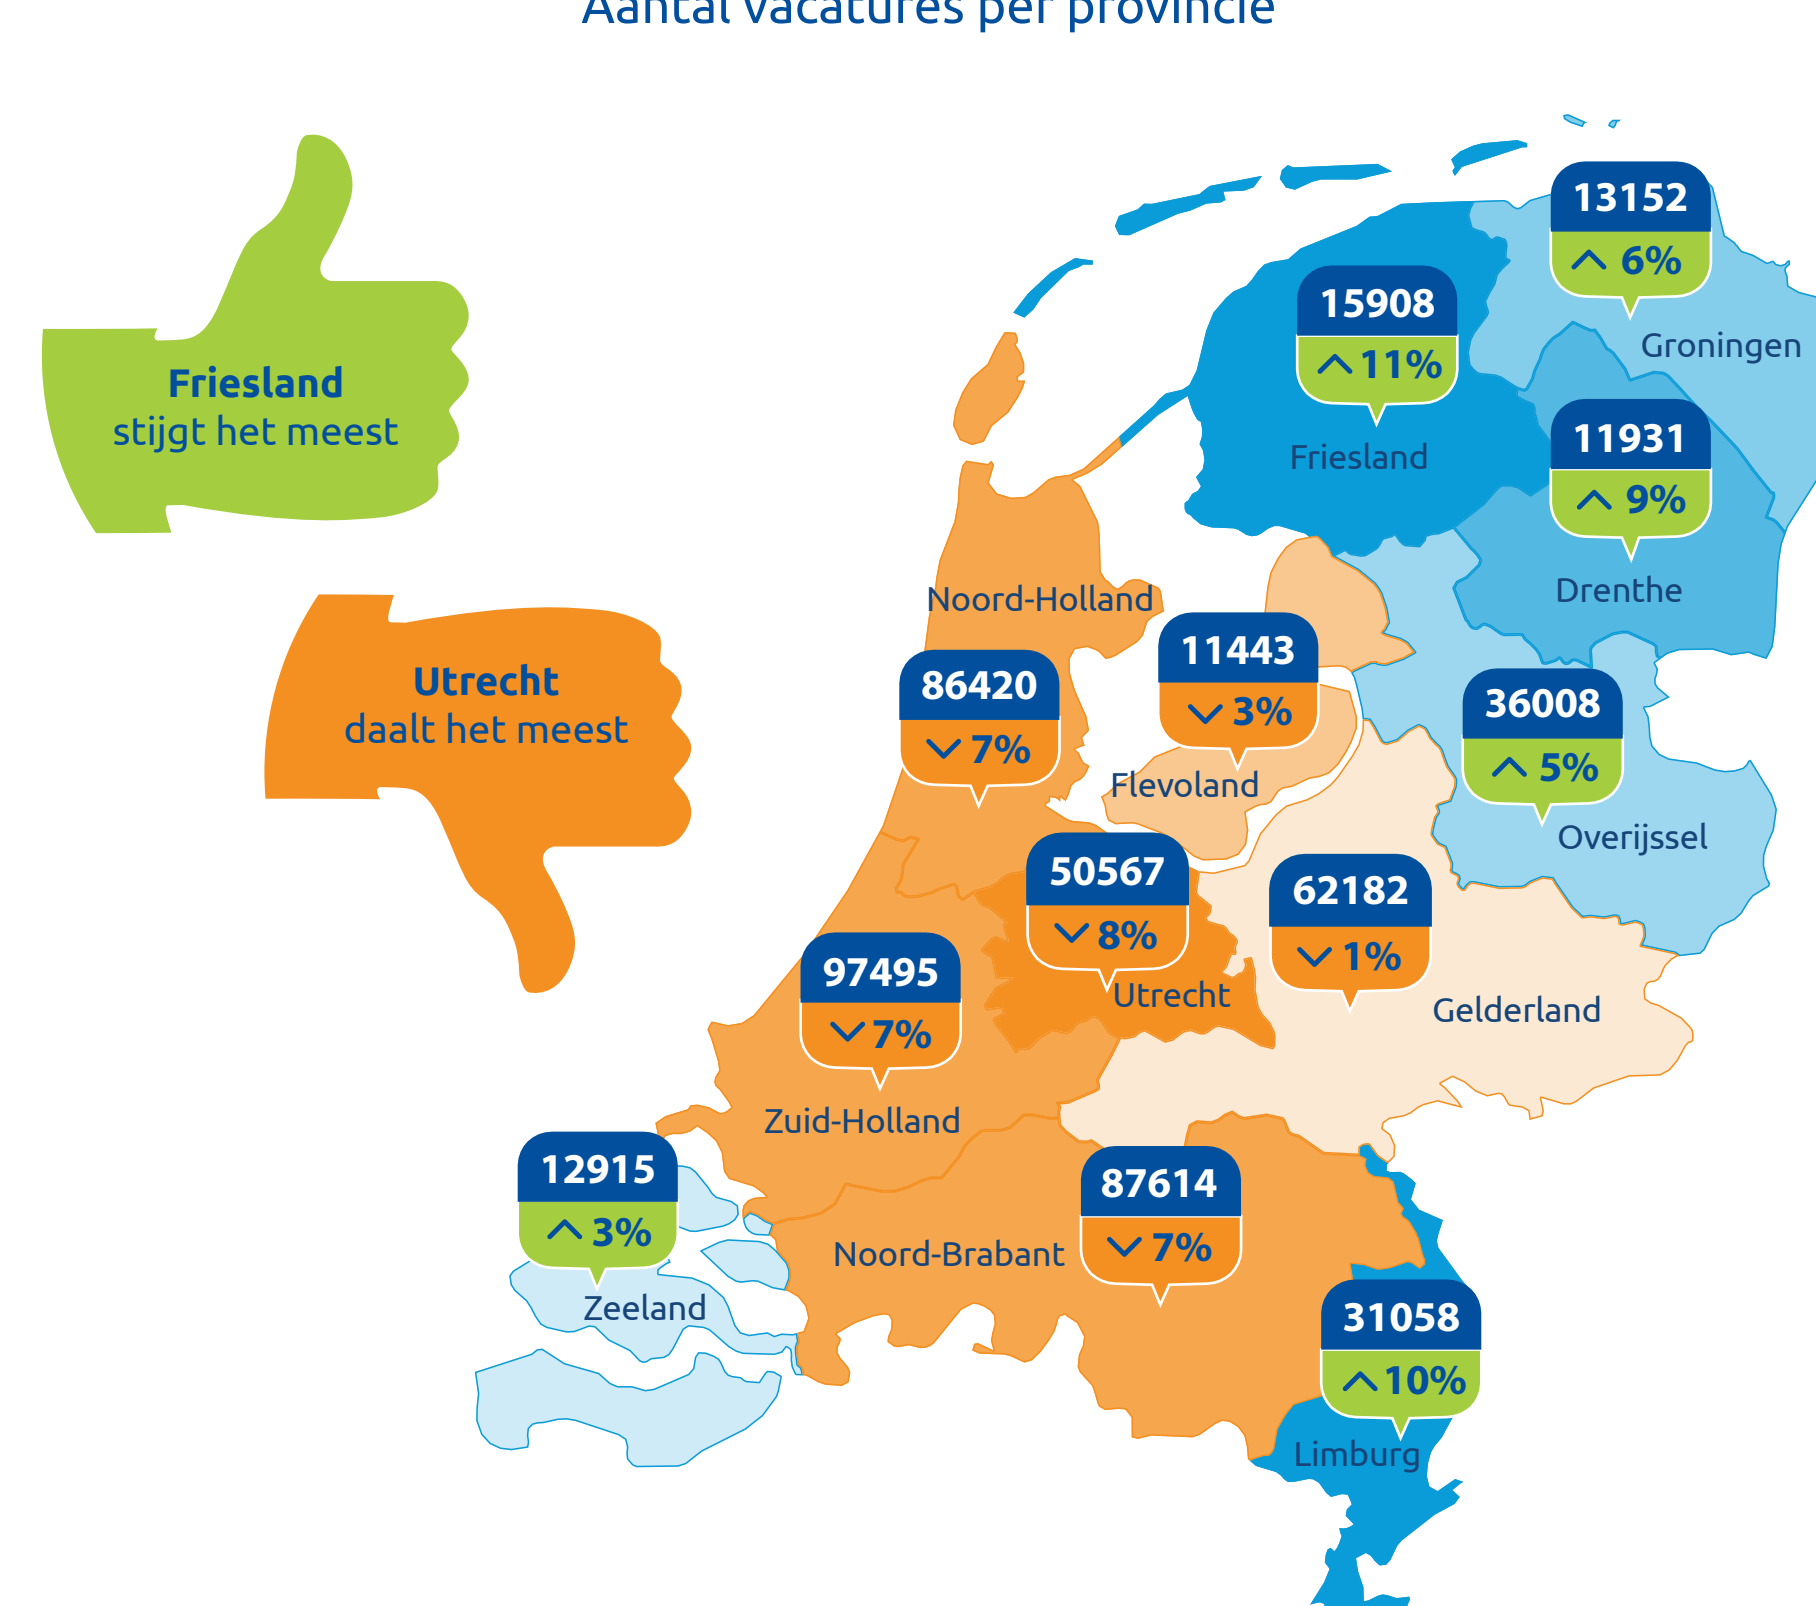 Aantal vacatures per provincie
Friesland
stijgt het meest
Utrecht
daalt het meest
13152
6%
Groningen
15908
11%
Friesland
11931
9%
Drenthe
Noord-Holland
86420
7%
11443
3%
Flevoland
36008
5%
Overijssel
50567
8%
Utrecht
62182
1%
Gelderland
97495
7%
Zuid-Holland
12915
3%
Zeeland
87614
7%
Noord-Brabant
31058
10%
Limburg